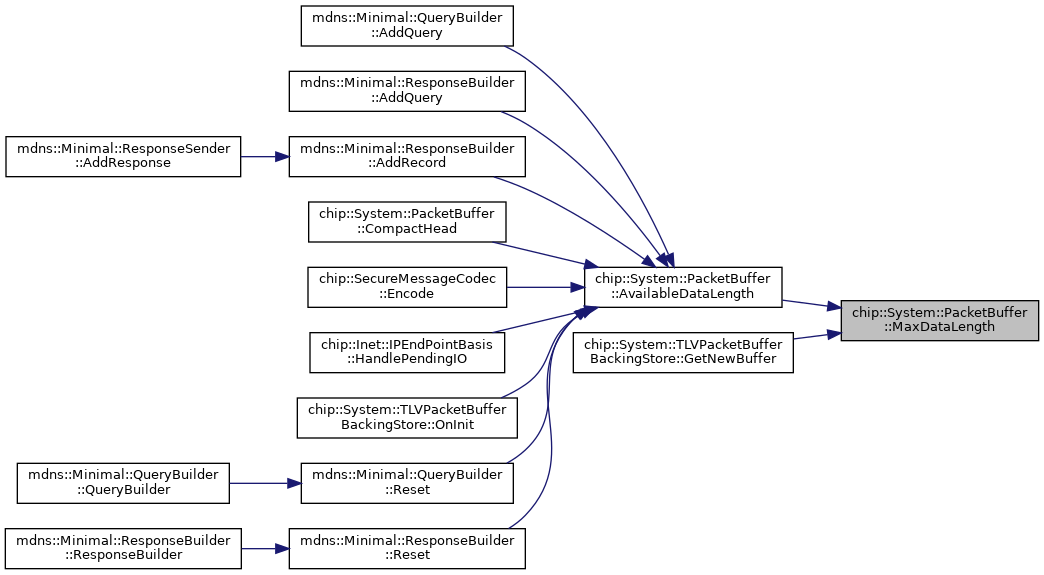 mdns::Minimal::QueryBuilder
::AddQuery
mdns::Minimal::ResponseBuilder
::AddQuery
mdns::Minimal::ResponseSender
::AddResponse
mdns::Minimal::ResponseBuilder
::AddRecord
chip::System::PacketBuffer
::CompactHead
chip::SecureMessageCodec
::Encode
chip::System::PacketBuffer
::AvailableDataLength
chip::System::PacketBuffer
::MaxDataLength
chip::Inet::IPEndPointBasis
::HandlePendingIO
chip::System::TLVPacketBuffer
BackingStore::GetNewBuffer
chip::System::TLVPacketBuffer
BackingStore::OnInit
mdns::Minimal::QueryBuilder
::QueryBuilder
mdns::Minimal::QueryBuilder
::Reset
mdns::Minimal::ResponseBuilder
::ResponseBuilder
mdns::Minimal::ResponseBuilder
::Reset